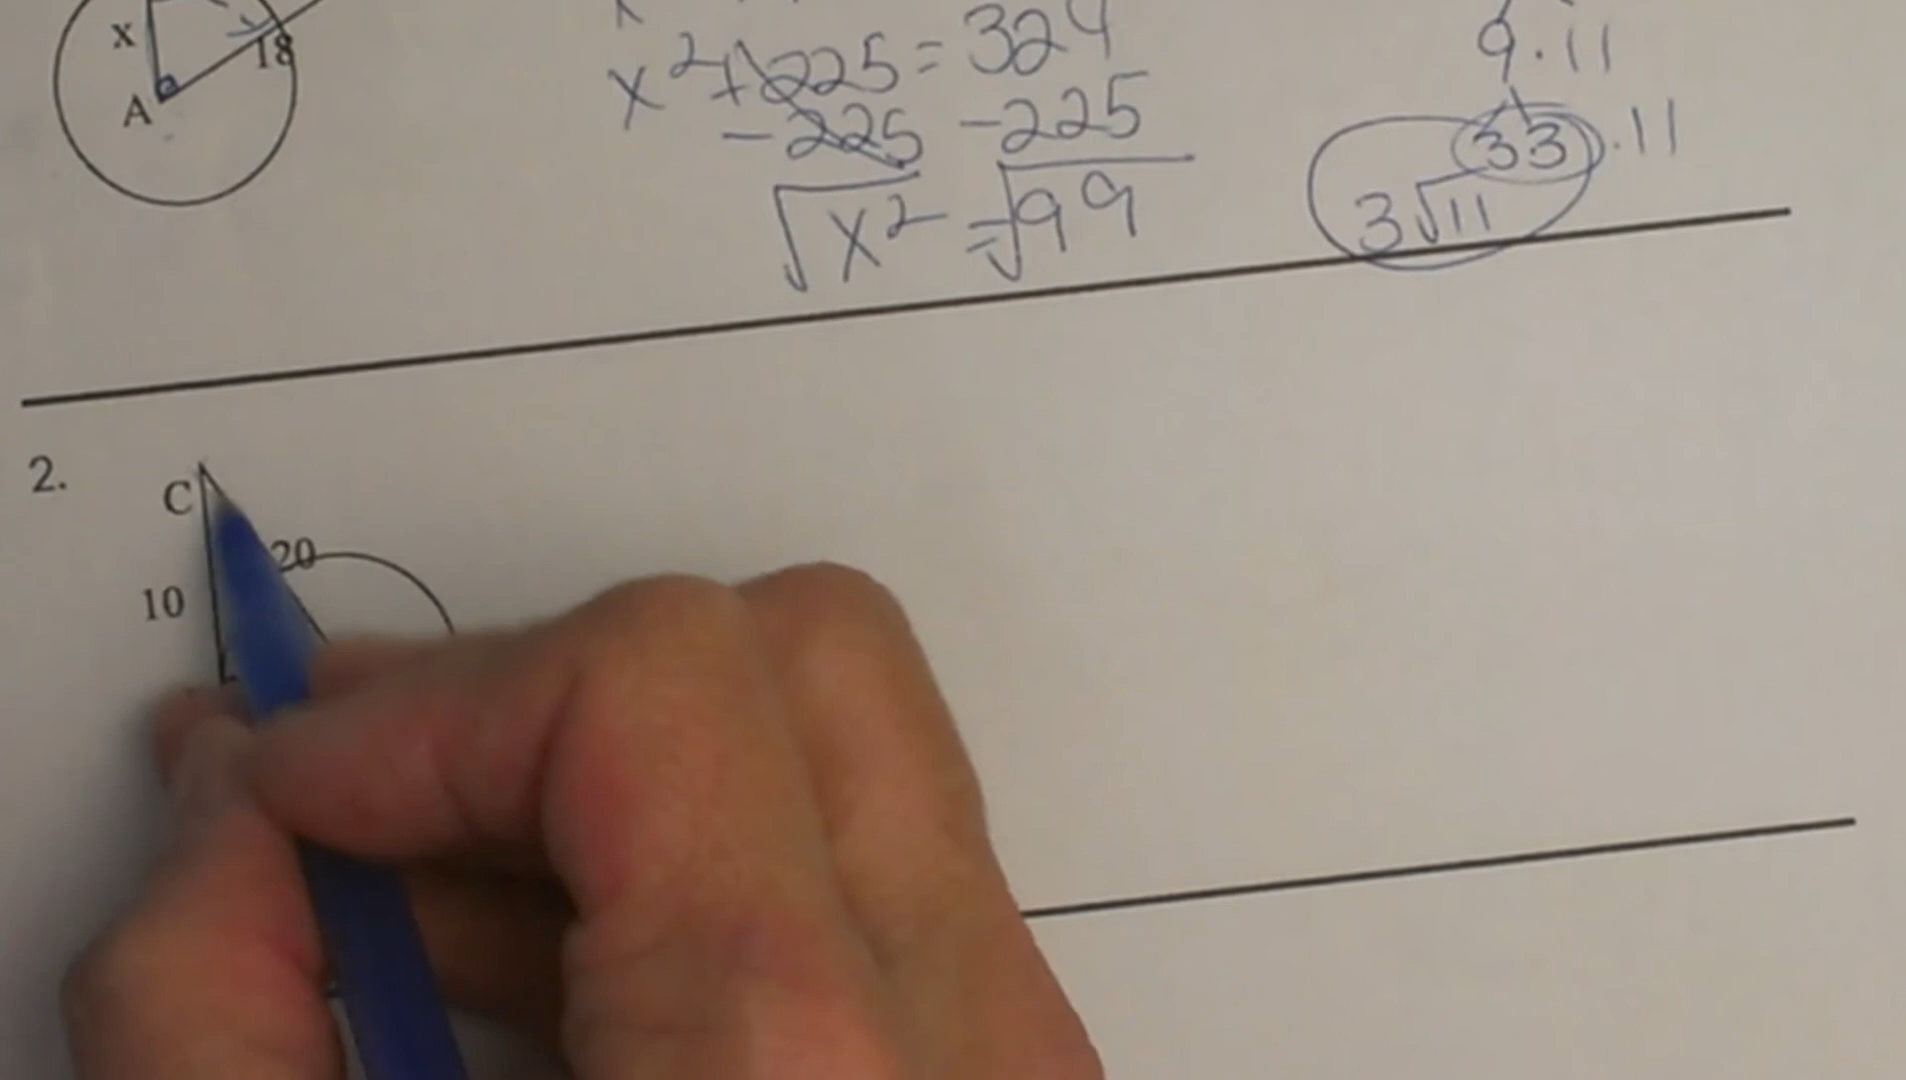 x
18
A
x² + 225 = 324
- 225 - 225
√x² = √99
9 · 11
3 3 · 11
3√11
2.
C
20
10